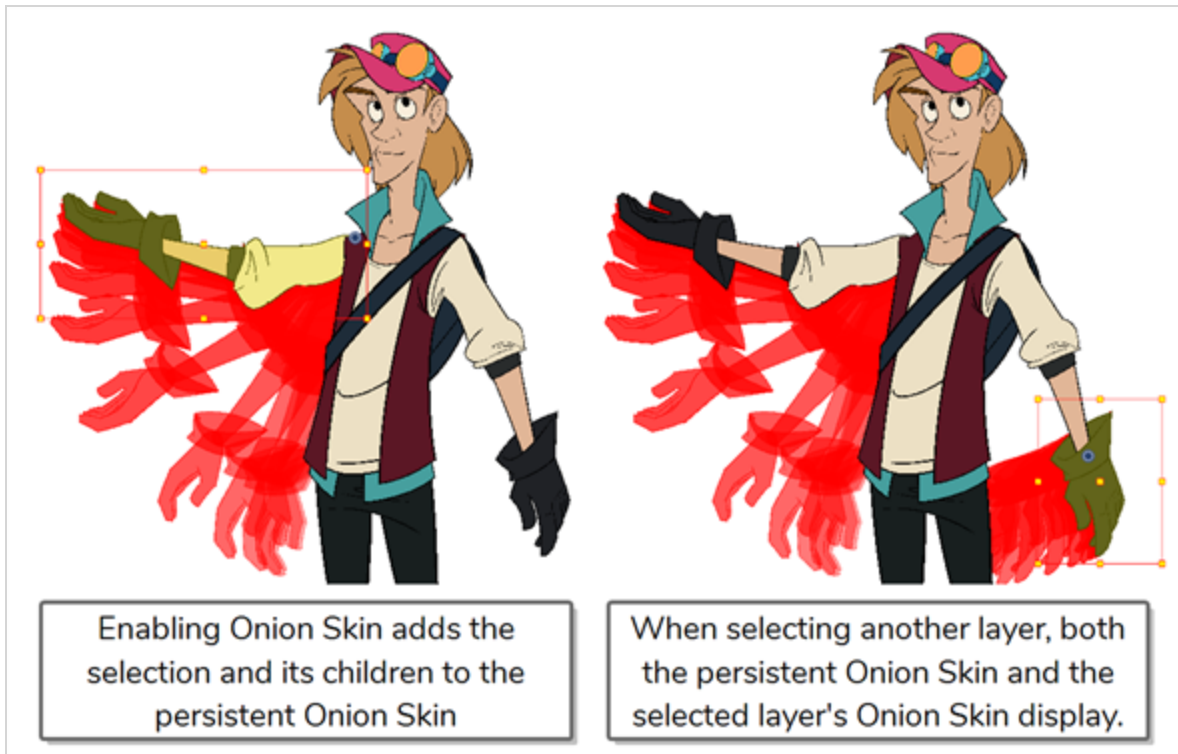 Enabling Onion Skin adds the
selection and its children to the
persistent Onion Skin
When selecting another layer, both
the persistent Onion Skin and the
selected layer's Onion Skin display.